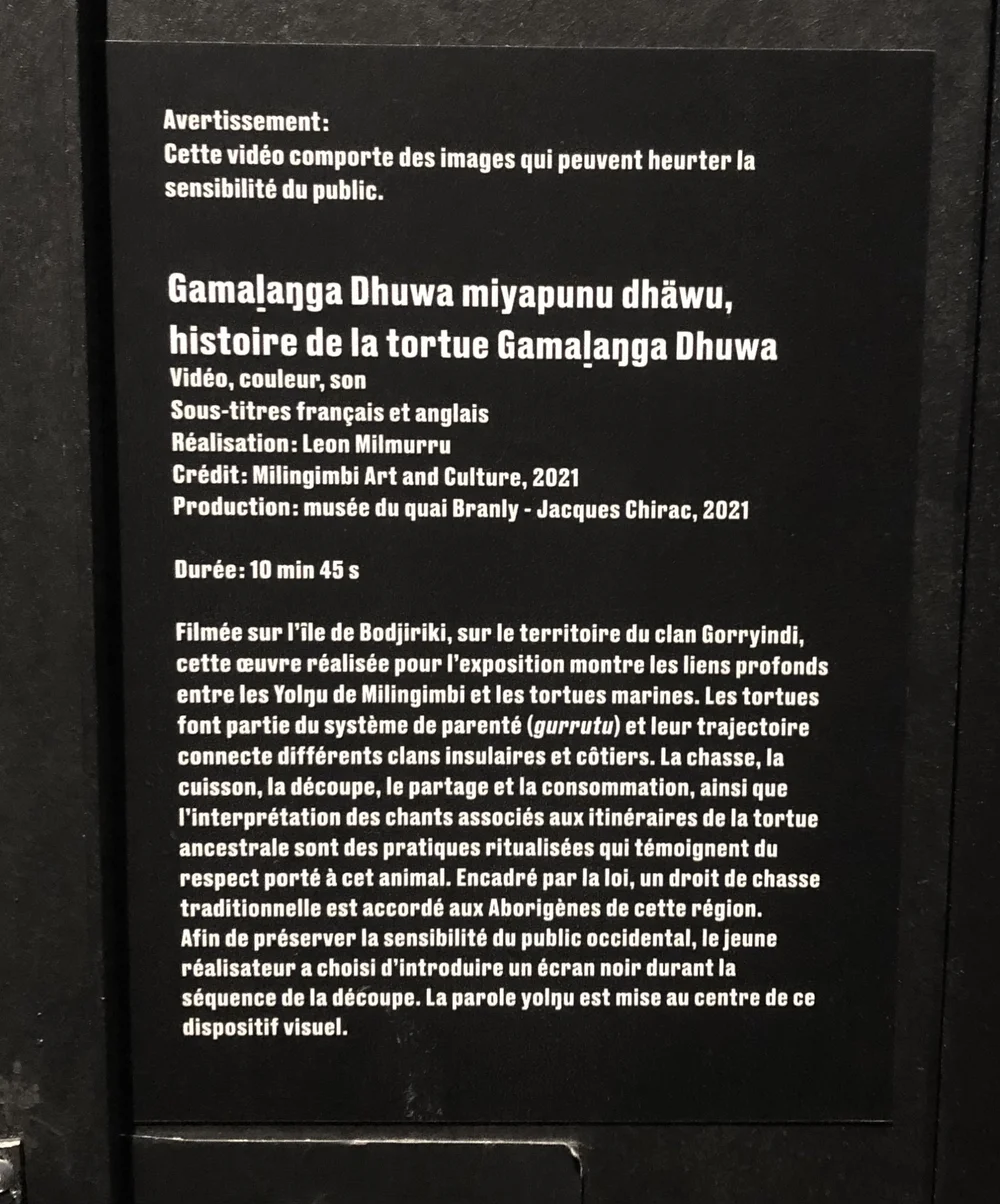 Avertissement:
Cette vidéo comporte des images qui peuvent heurter la
sensibilité du public.
Gamaḻaŋga Dhuwa miyapunu dhäwu,
histoire de la tortue Gamaḻaŋga Dhuwa
Vidéo, couleur, son
Sous-titres français et anglais
Réalisation: Leon Milmurru
Crédit: Milingimbi Art and Culture, 2021
Production: musée du quai Branly - Jacques Chirac, 2021
Durée: 10 min 45 s
Filmée sur l'île de Bodjiriki, sur le territoire du clan Gorryindi,
cette œuvre réalisée pour l'exposition montre les liens profonds
entre les Yolŋu de Milingimbi et les tortues marines. Les tortues
font partie du système de parenté (gurrutu) et leur trajectoire
connecte différents clans insulaires et côtiers. La chasse, la
cuisson, la découpe, le partage et la consommation, ainsi que
l'interprétation des chants associés aux itinéraires de la tortue
ancestrale sont des pratiques ritualisées qui témoignent du
respect porté à cet animal. Encadré par la loi, un droit de chasse
traditionnelle est accordé aux Aborigènes de cette région.
Afin de préserver la sensibilité du public occidental, le jeune
réalisateur a choisi d'introduire un écran noir durant la
séquence de la découpe. La parole yolŋu est mise au centre de ce
dispositif visuel.